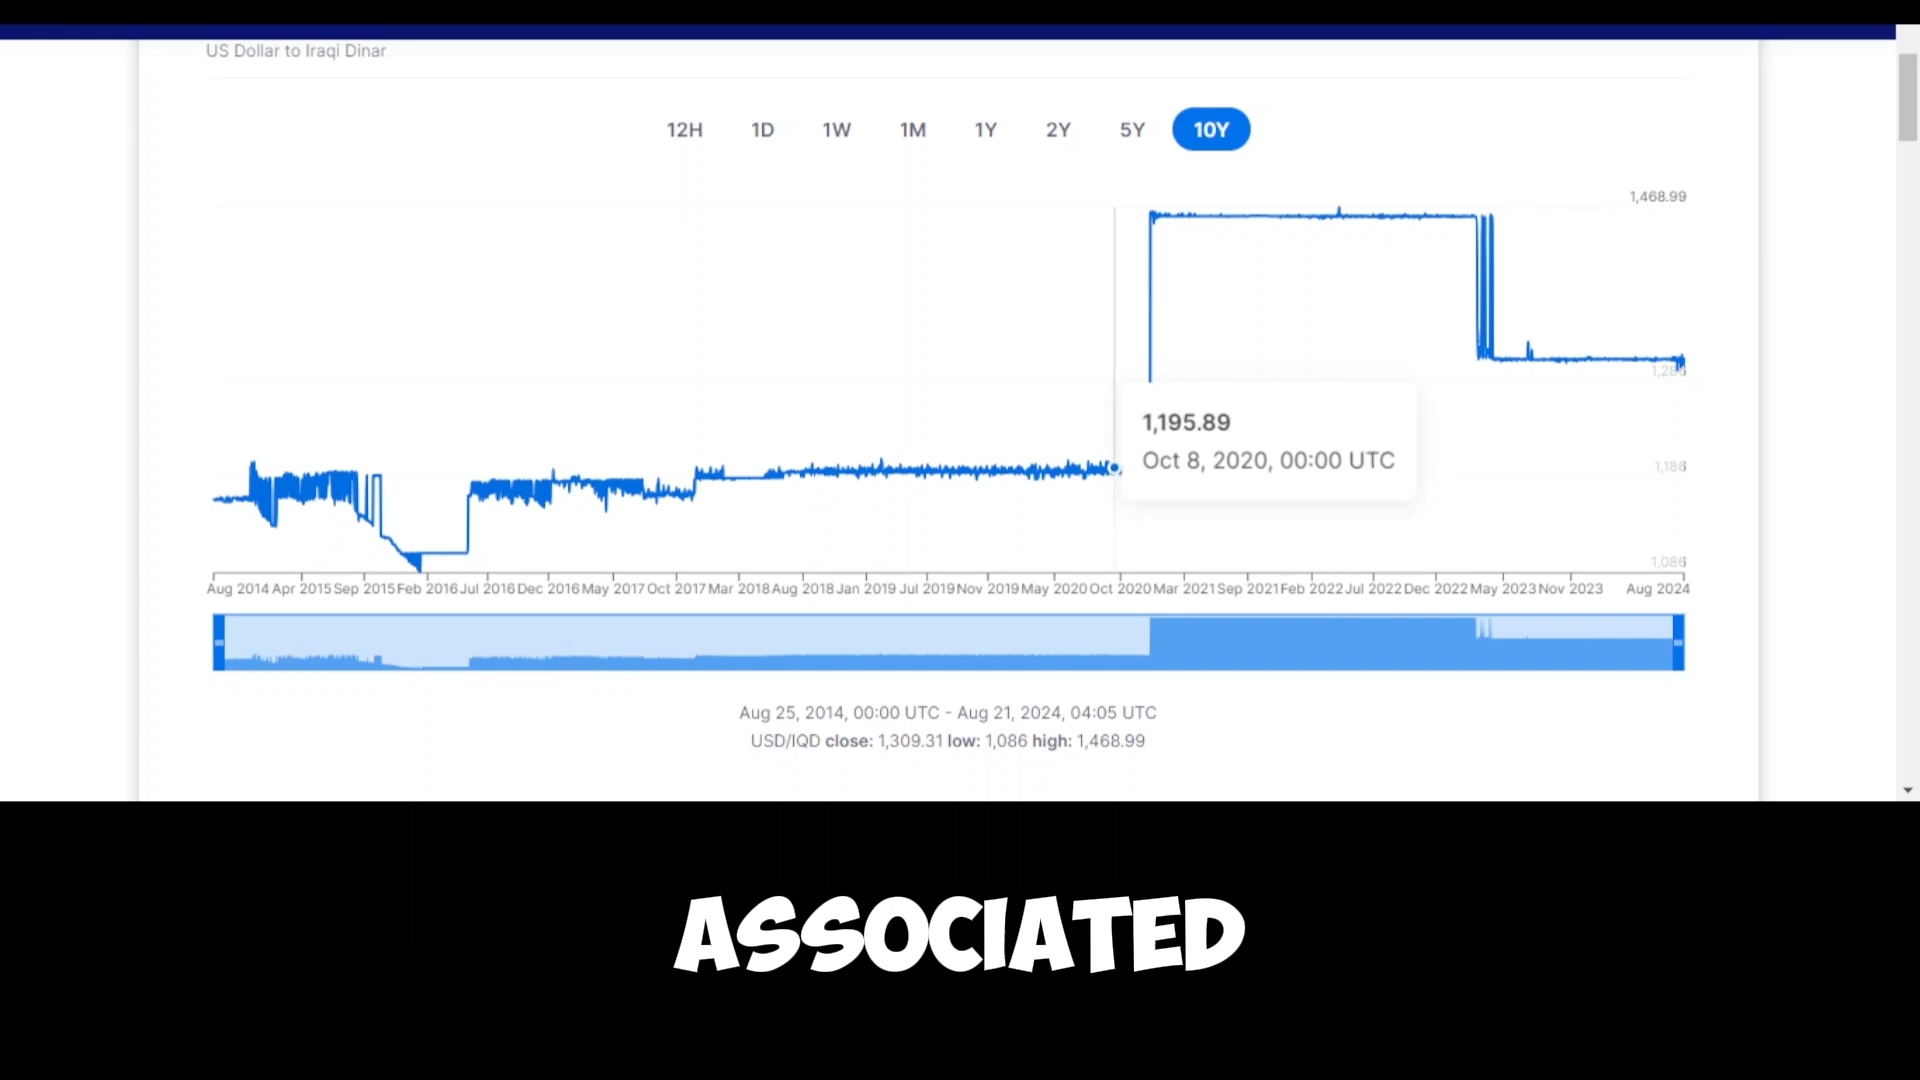 US Dollar to Iraqi Dinar
12H 1D 1W 1M 1Y 2Y 5Y 10Y
1,468.99
1,286
1,195.89
Oct 8, 2020, 00:00 UTC
1,186
1,086
Aug 2014 Apr 2015 Sep 2015 Feb 2016 Jul 2016 Dec 2016 May 2017 Oct 2017 Mar 2018 Aug 2018 Jan 2019 Jul 2019 Nov 2019 May 2020 Oct 2020 Mar 2021 Sep 2021 Feb 2022 Jul 2022 Dec 2022 May 2023 Nov 2023 Aug 2024
Aug 25, 2014, 00:00 UTC - Aug 21, 2024, 04:05 UTC
USD/IQD close: 1,309.31 low: 1,086 high: 1,468.99
ASSOCIATED